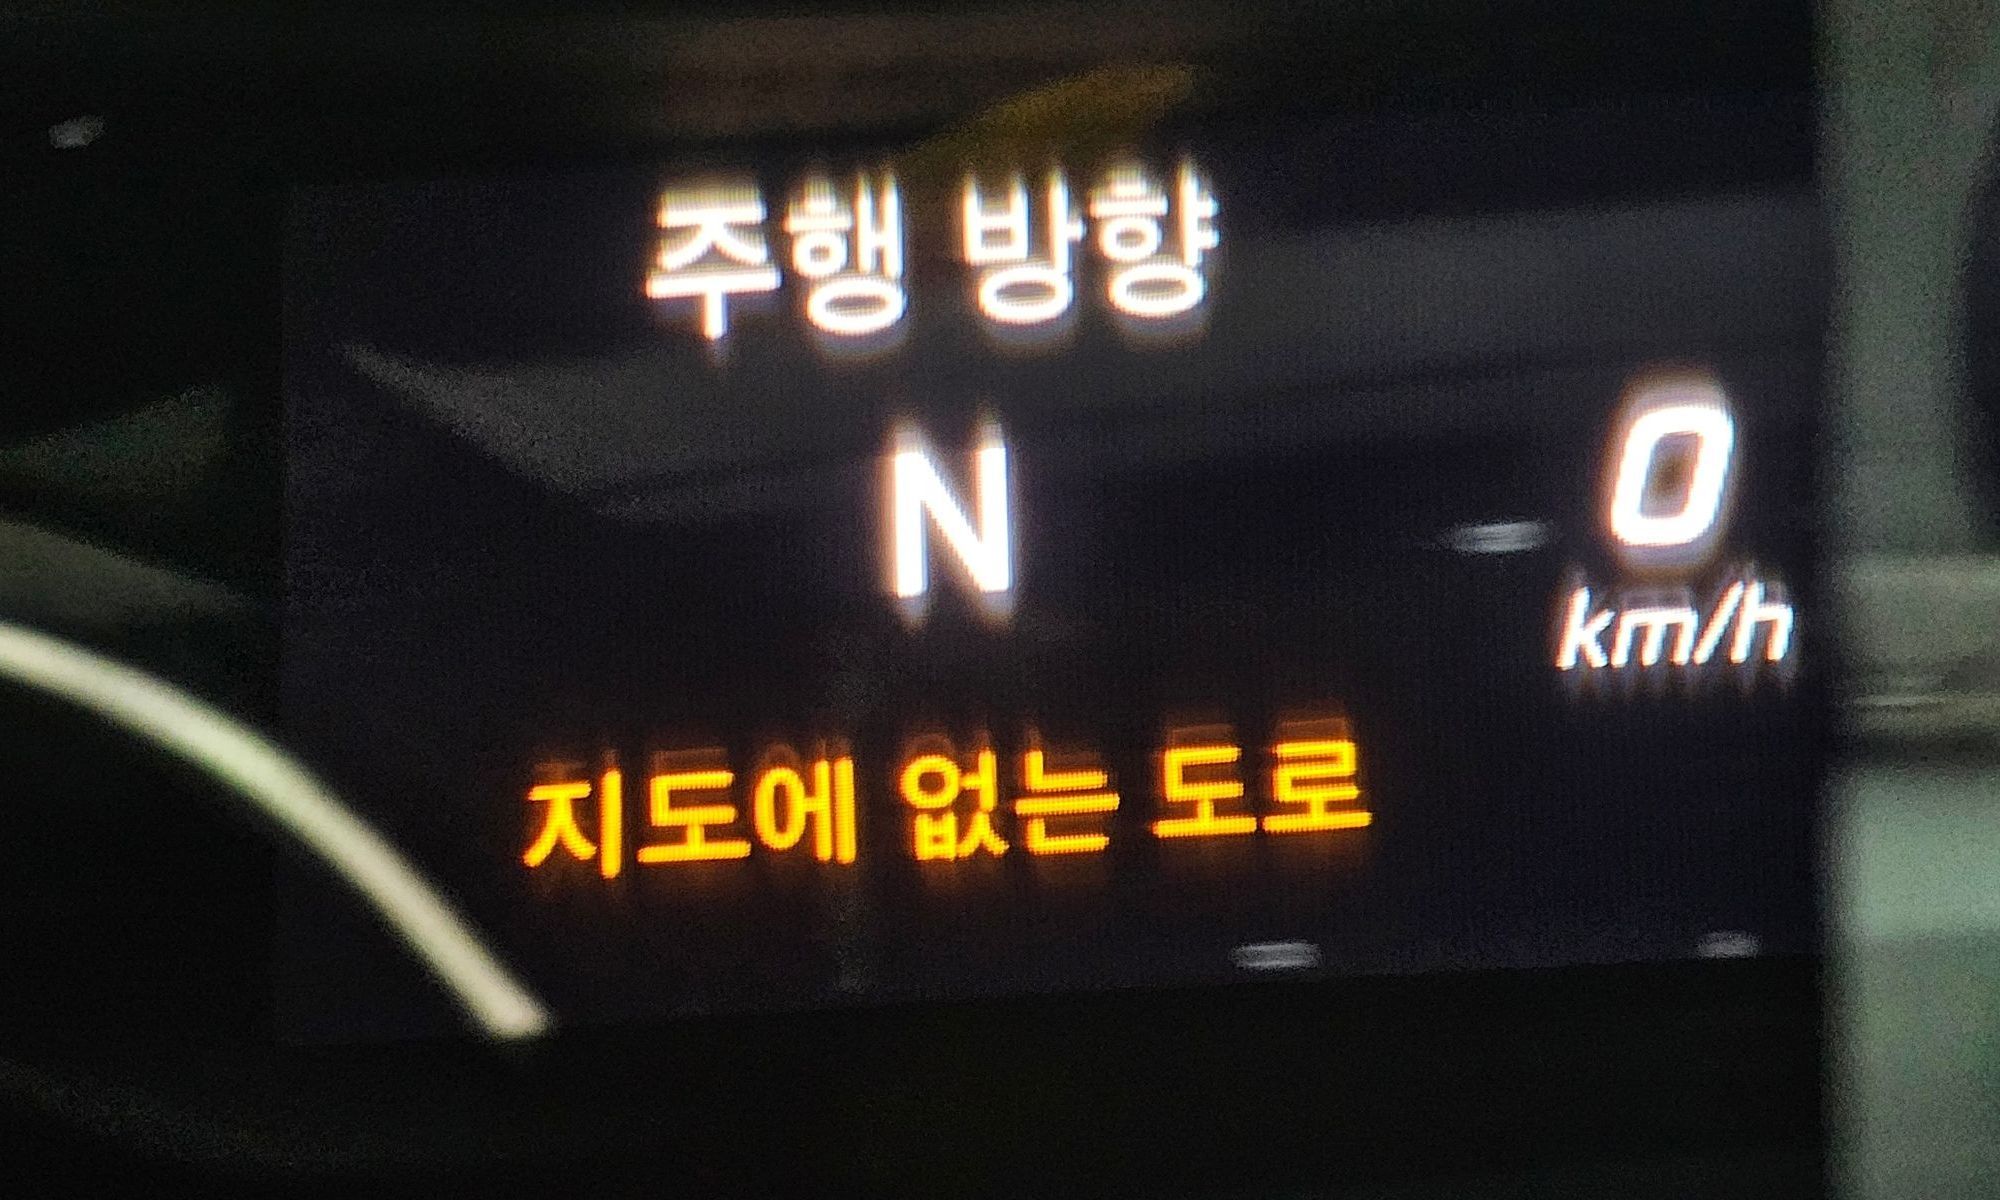 주행 방향
N
0
km/h
지도에 없는 도로